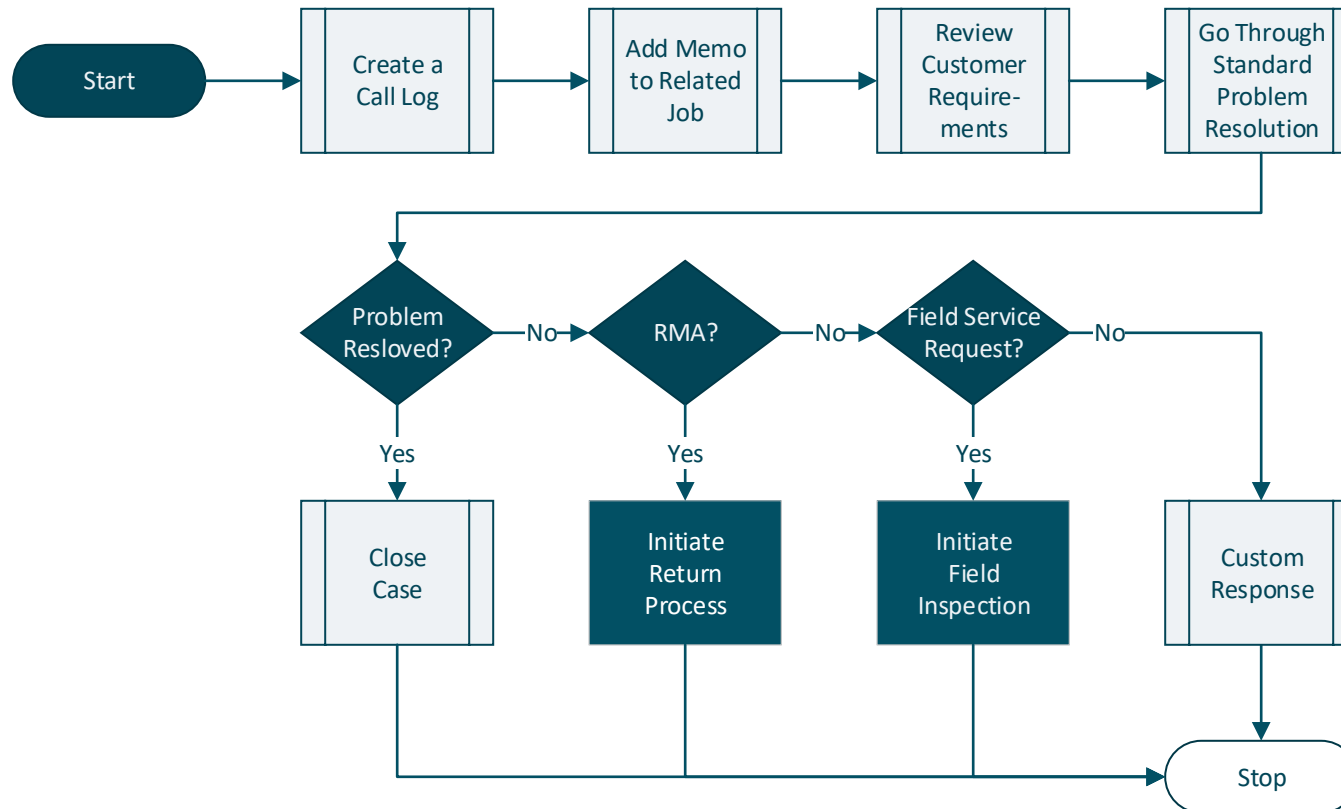 Start
Create a
Call Log
Add Memo
to Related
Job
Review
Customer
Require-
ments
Go Through
Standard
Problem
Resolution
Problem
Resloved?
No
RMA?
No
Field Service
Request?
No
Yes
Yes
Yes
Close
Case
Initiate
Return
Process
Initiate
Field
Inspection
Custom
Response
Stop